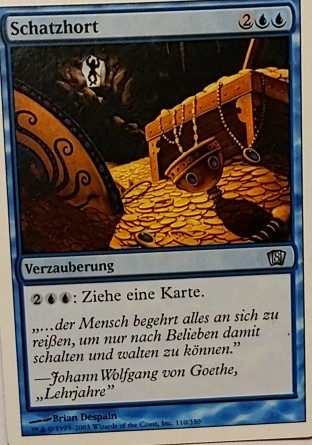 Schatzhort 2
Verzauberung
2: Ziehe eine Karte.
„...der Mensch begehrt alles an sich zu
reißen, um nur nach Belieben damit
schalten und walten zu können.”
—Johann Wolfgang von Goethe,
„Lehrjahre”
Brian Despain
™ & ©1993-2003 Wizards of the Coast, Inc. 110/350